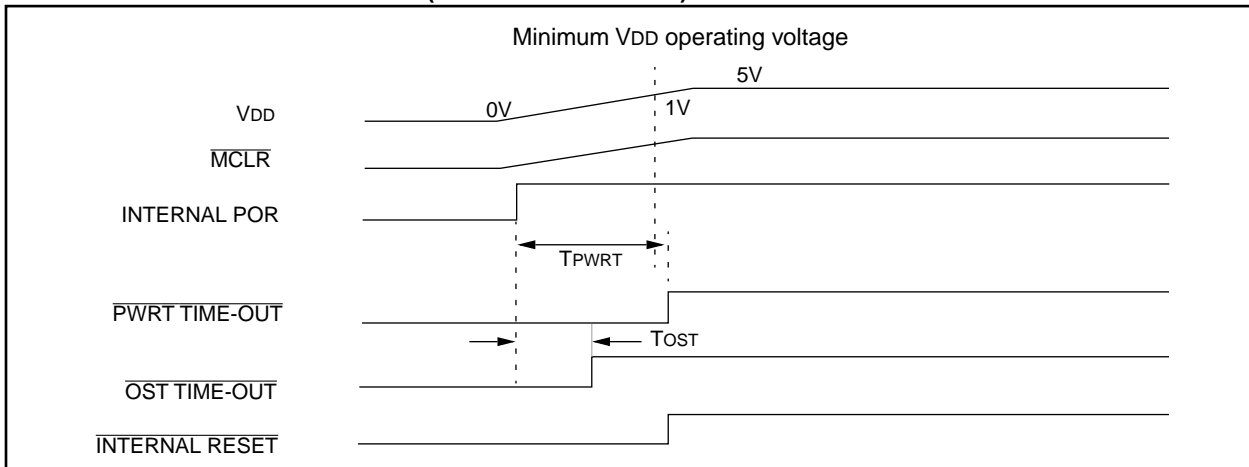 (
)
Minimum VDD operating voltage
5V
VDD
0V
1V
MCLR
INTERNAL POR
TPWRT
PWRT TIME-OUT
TOST
OST TIME-OUT
INTERNAL RESET